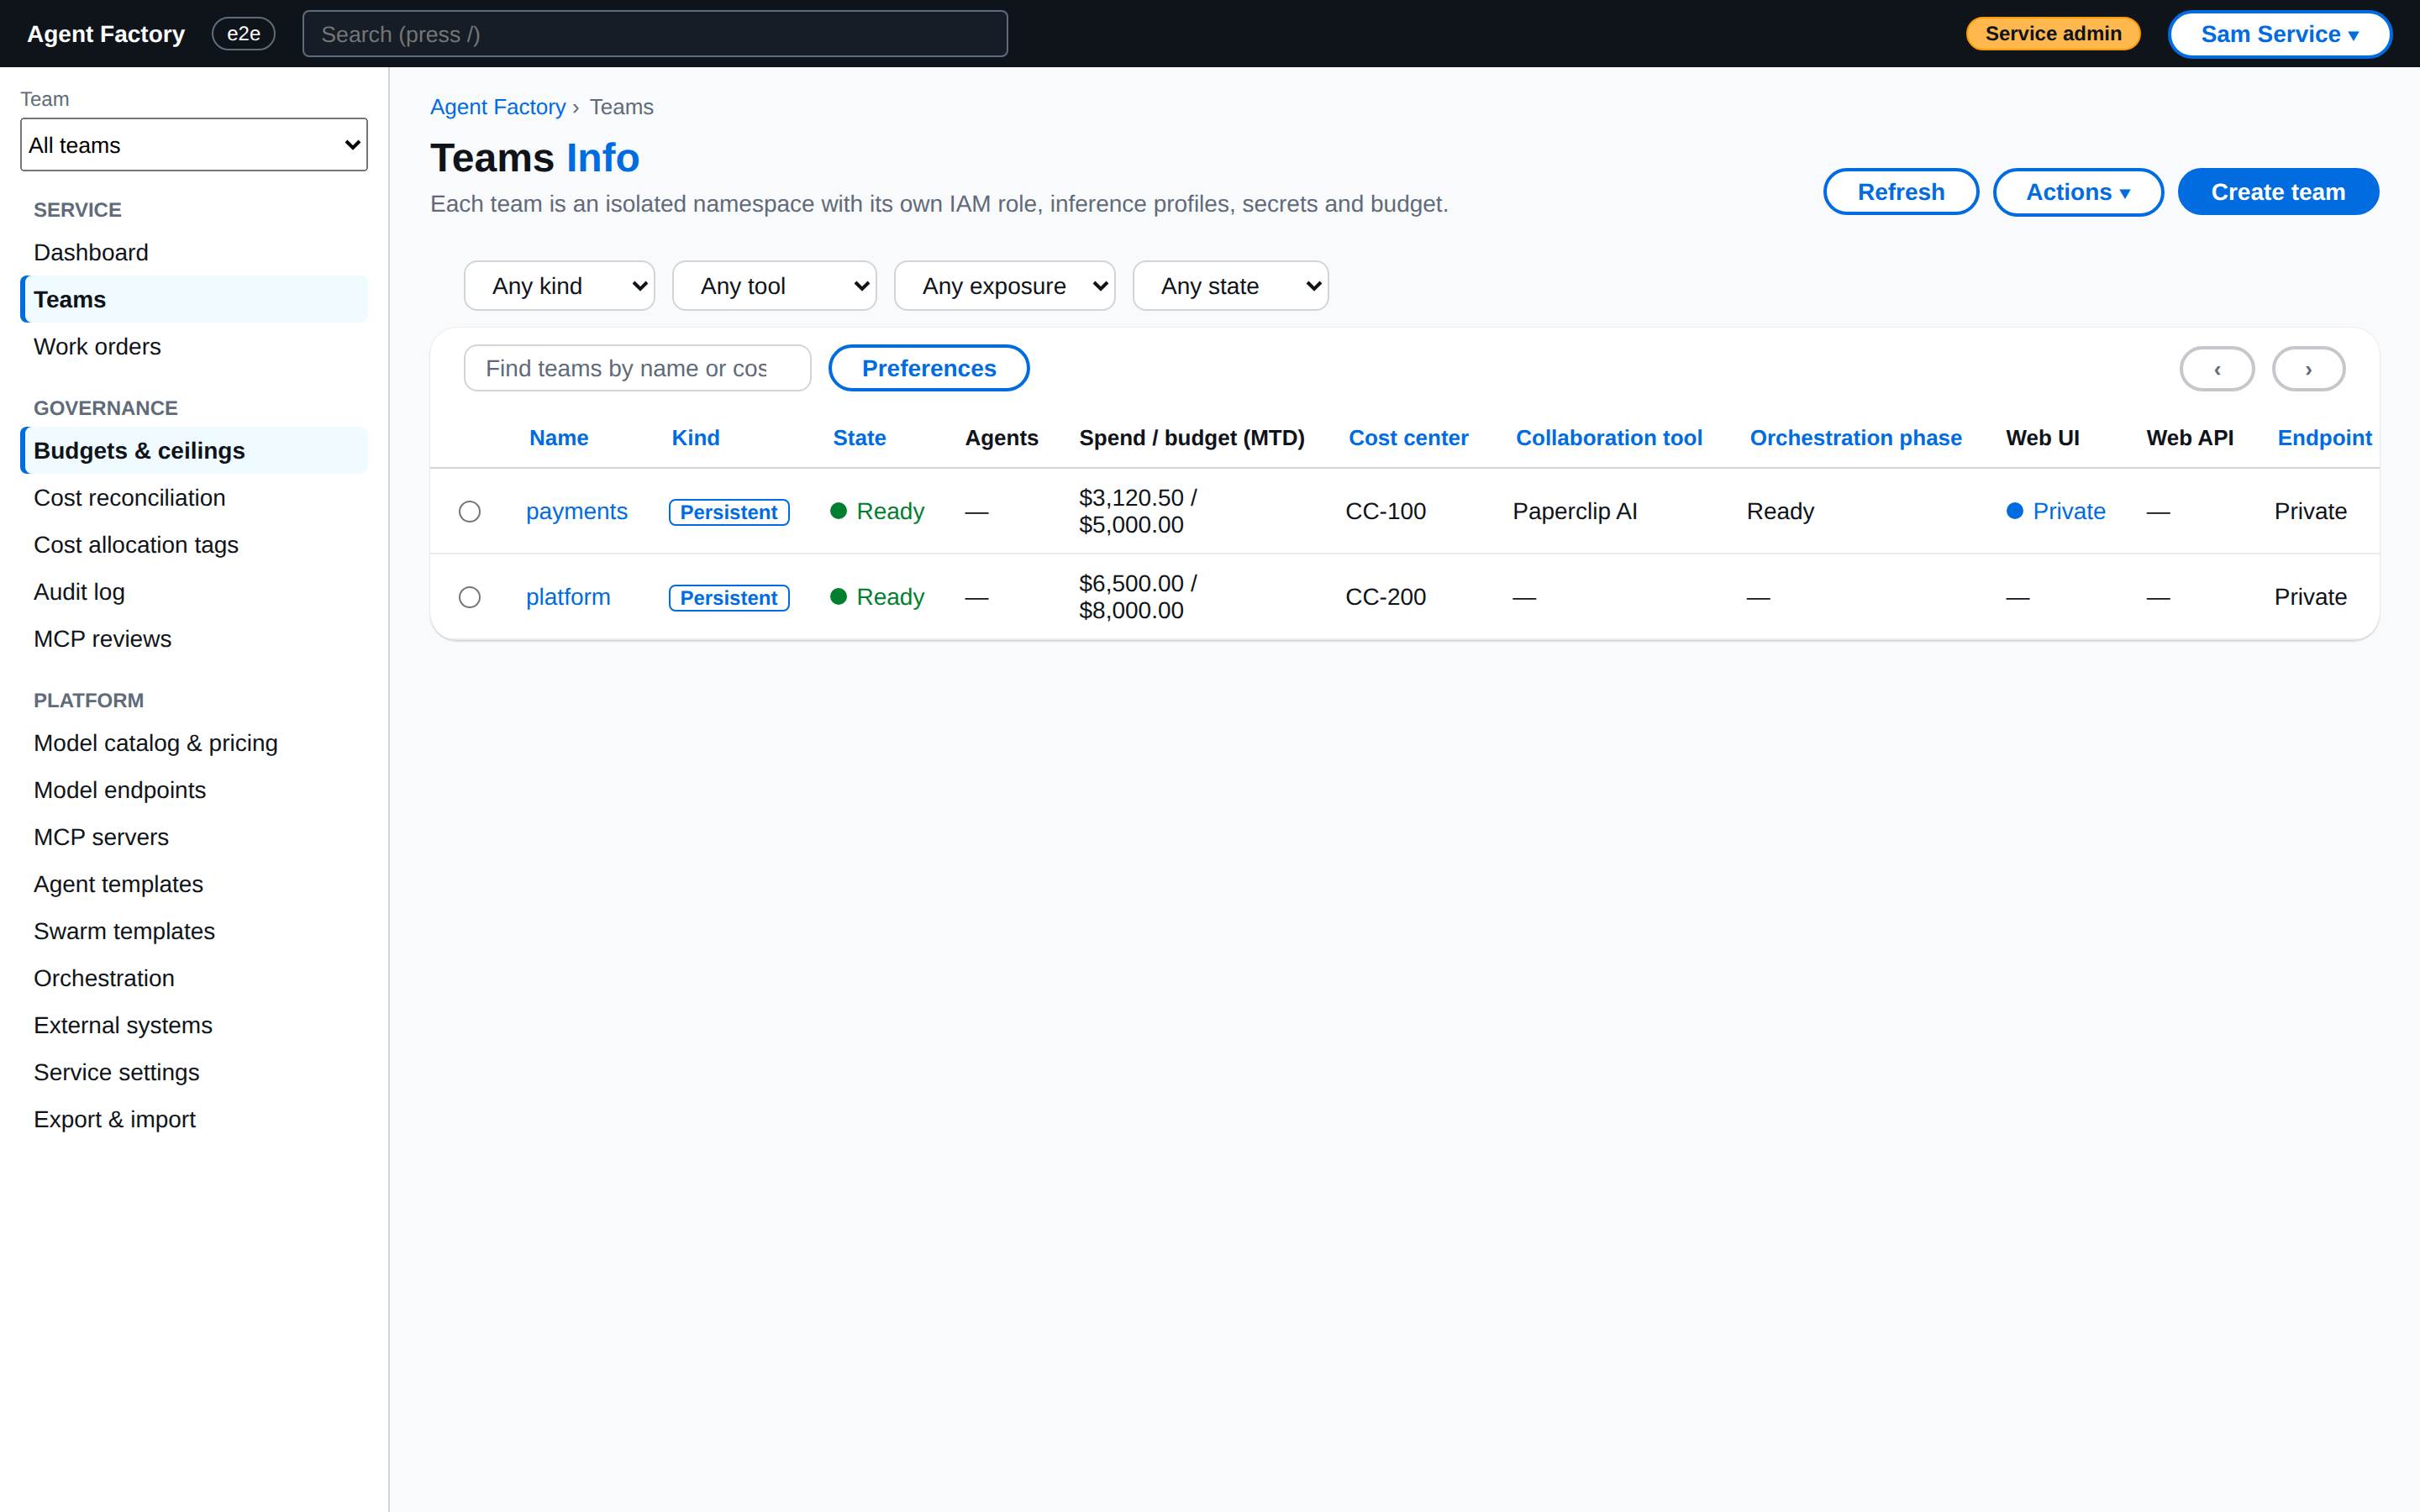 Agent Factory e2e Search (press /) Service admin Sam Service ▾
Team
All teams
SERVICE
Dashboard
Teams
Work orders
GOVERNANCE
Budgets & ceilings
Cost reconciliation
Cost allocation tags
Audit log
MCP reviews
PLATFORM
Model catalog & pricing
Model endpoints
MCP servers
Agent templates
Swarm templates
Orchestration
External systems
Service settings
Export & import
Agent Factory › Teams
Teams Info
Each team is an isolated namespace with its own IAM role, inference profiles, secrets and budget.
Refresh Actions ▾ Create team
Any kind Any tool Any exposure Any state
Find teams by name or cos Preferences ‹ ›
Name Kind State Agents Spend / budget (MTD) Cost center Collaboration tool Orchestration phase Web UI Web API Endpoint
payments Persistent Ready — $3,120.50 / $5,000.00 CC-100 Paperclip AI Ready Private — Private
platform Persistent Ready — $6,500.00 / $8,000.00 CC-200 — — — — Private